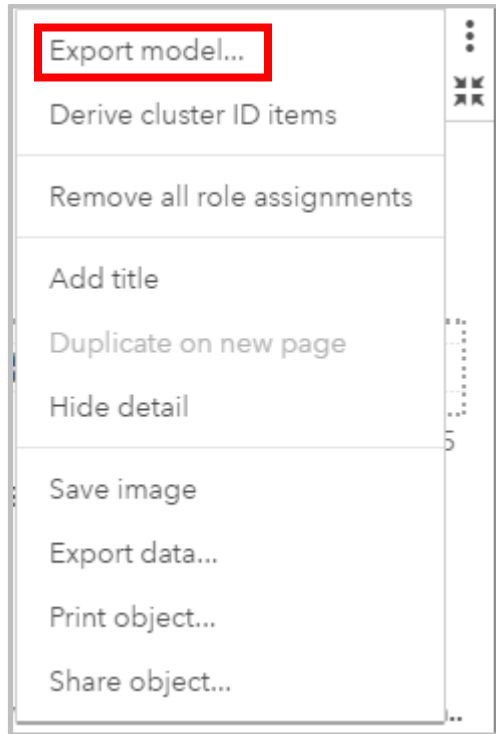 Export model...
Derive cluster ID items
Remove all role assignments
Add title
Duplicate on new page
Hide detail
5
Save image
Export data...
Print object...
Share object...